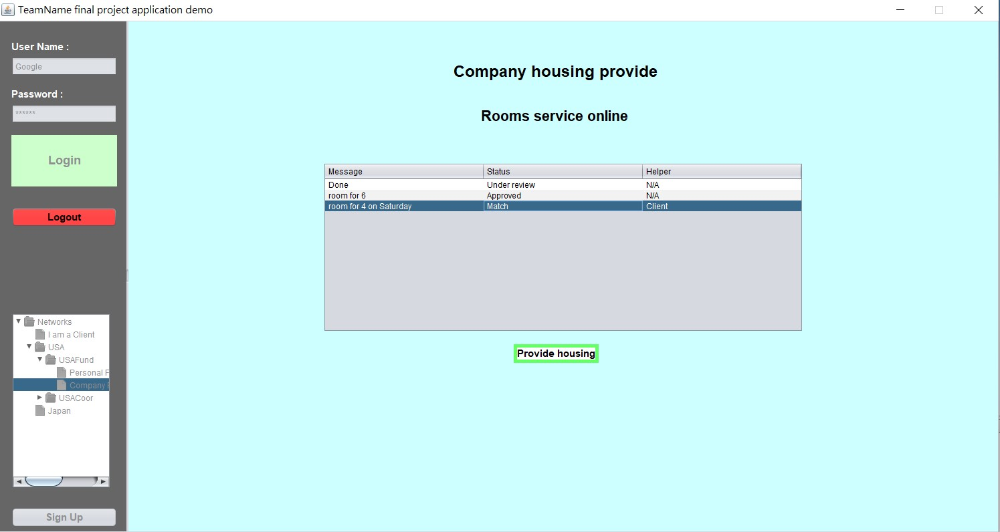 TeamName final project application demo
User Name :
Google
Password :
******
Login
Logout
Networks
I am a Client
USA
USAFund
Personal
Company
USACoor
Japan
Sign Up
Company housing provide
Rooms service online
Message Status Helper
Done Under review N/A
room for 6 Approved N/A
room for 4 on Saturday Match Client
Provide housing